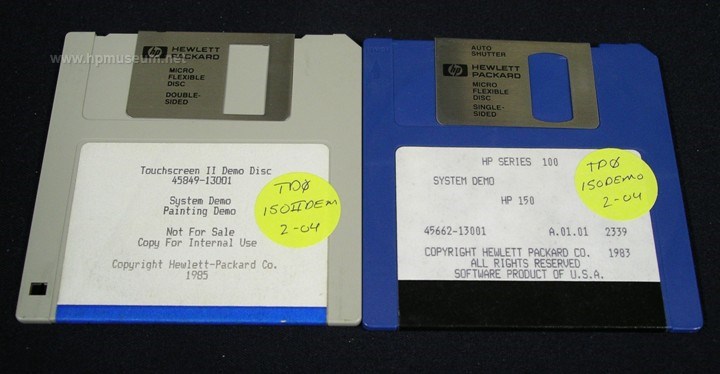 www.hpmuseum.net
hp HEWLETT
PACKARD
MICRO
FLEXIBLE
DISC
DOUBLE-
SIDED
Touchscreen II Demo Disc
45849-13001
System Demo
Painting Demo
Not For Sale
Copy For Internal Use
Copyright Hewlett-Packard Co.
1985
TDØ
150IIDEM
2-04
AUTO
SHUTTER
hp HEWLETT
PACKARD
MICRO
FLEXIBLE
DISC
SINGLE-
SIDED
HP SERIES 100
SYSTEM DEMO
HP 150
45662-13001 A.01.01 2339
COPYRIGHT HEWLETT PACKARD CO. 1983
ALL RIGHTS RESERVED
SOFTWARE PRODUCT OF U.S.A.
TDØ
150DEMO
2-04